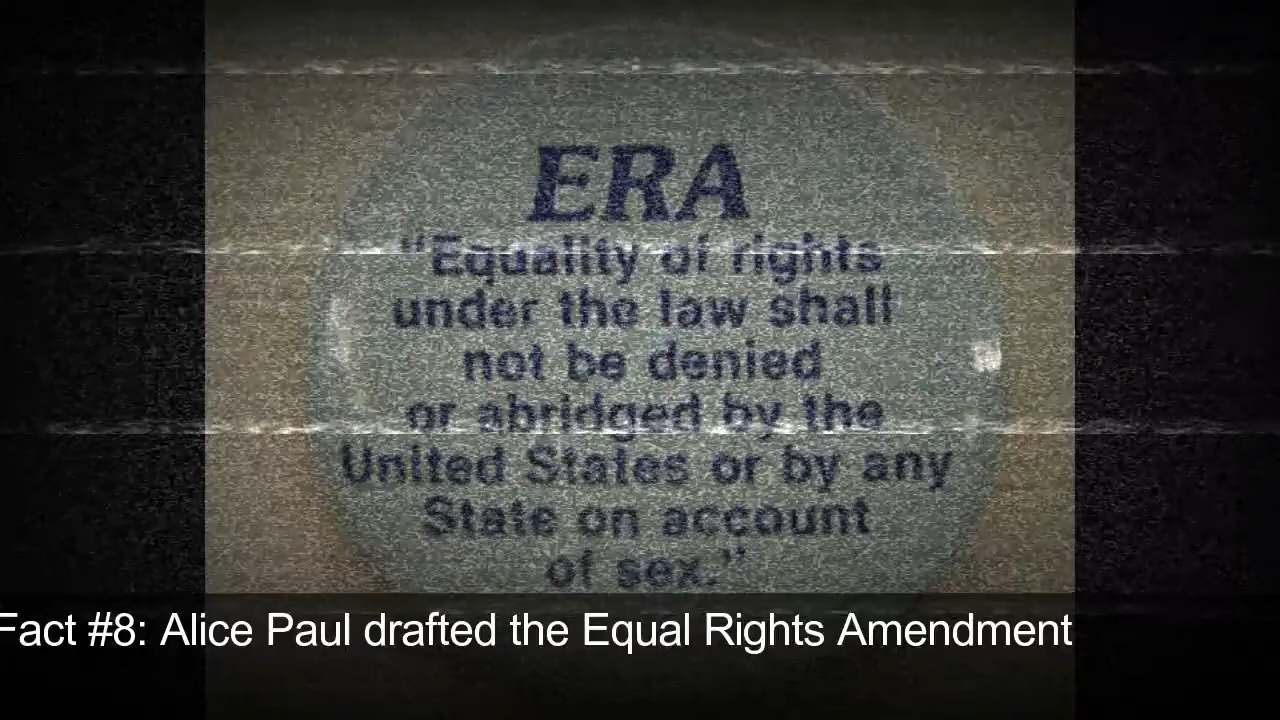 ERA
"Equality of rights
under the law shall
not be denied
or abridged by the
United States or by any
State on account
of sex."
Fact #8: Alice Paul drafted the Equal Rights Amendment